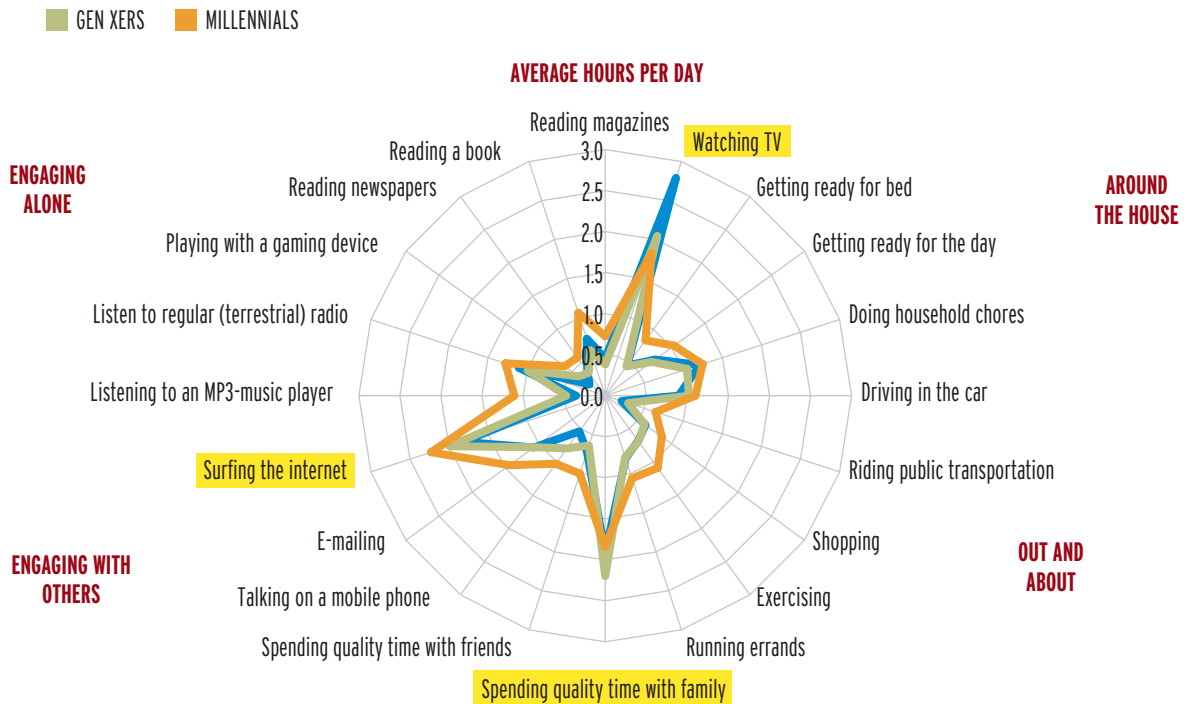 GEN XERS
MILLENNIALS
AVERAGE HOURS PER DAY
Reading magazines
Watching TV
Getting ready for bed
Getting ready for the day
Doing household chores
Driving in the car
Riding public transportation
Shopping
Exercising
Running errands
Spending quality time with family
Spending quality time with friends
Talking on a mobile phone
E-mailing
Surfing the internet
Listening to an MP3-music player
Listen to regular (terrestrial) radio
Playing with a gaming device
Reading newspapers
Reading a book
3.0
2.5
2.0
1.5
1.0
0.5
0.0
ENGAGING
ALONE
AROUND
THE HOUSE
ENGAGING WITH
OTHERS
OUT AND
ABOUT